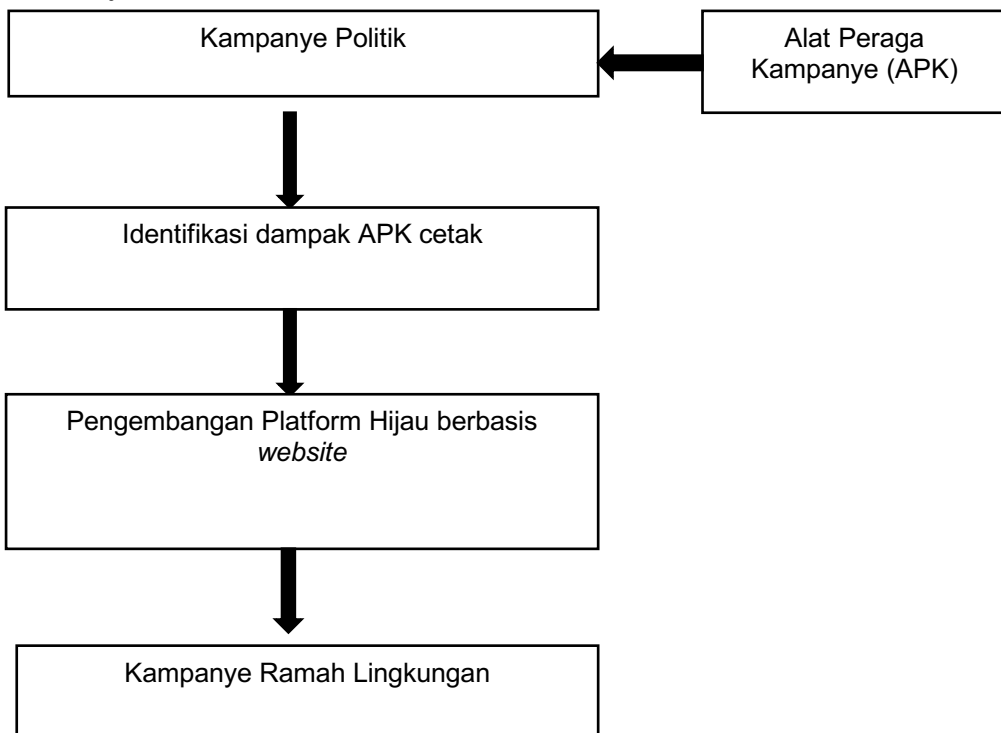 Kampanye Politik
Alat Peraga
Kampanye (APK)
Identifikasi dampak APK cetak
Pengembangan Platform Hijau berbasis
website
Kampanye Ramah Lingkungan